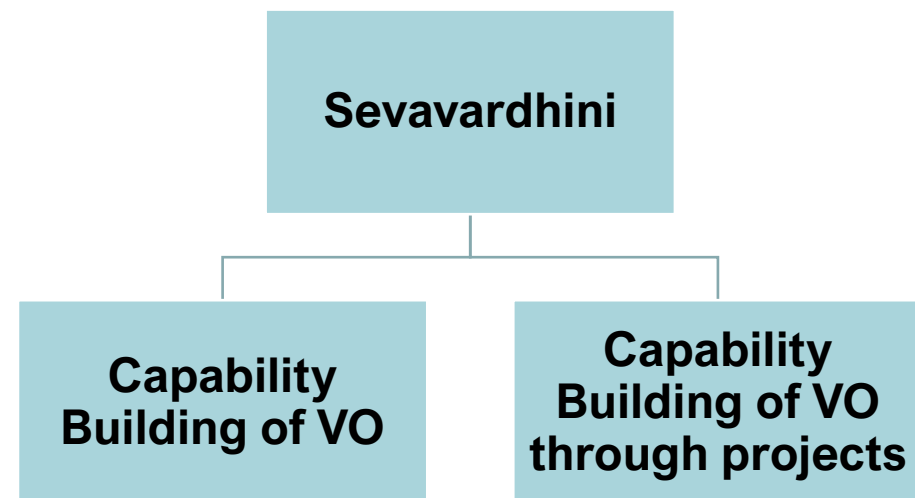 Sevavardhini
Capability
Building of VO
Capability
Building of VO
through projects